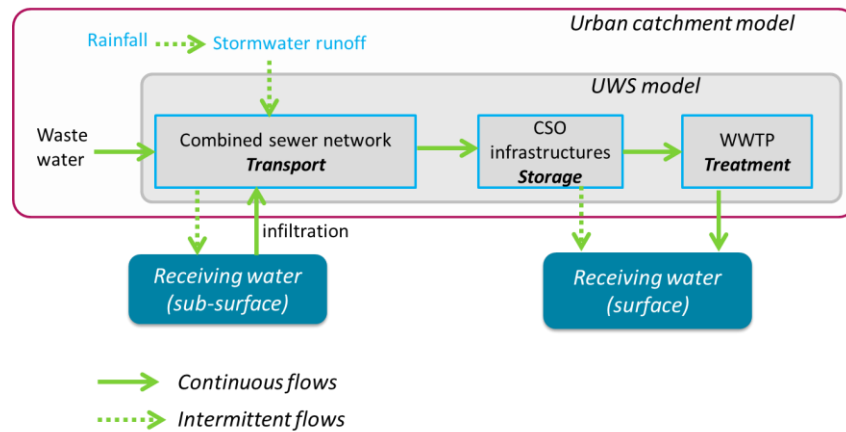 Urban catchment model
Rainfall
Stormwater runoff
UWS model
Waste
water
Combined sewer network
Transport
CSO
infrastructures
Storage
WWTP
Treatment
infiltration
Receiving water
(sub-surface)
Receiving water
(surface)
Continuous flows
Intermittent flows